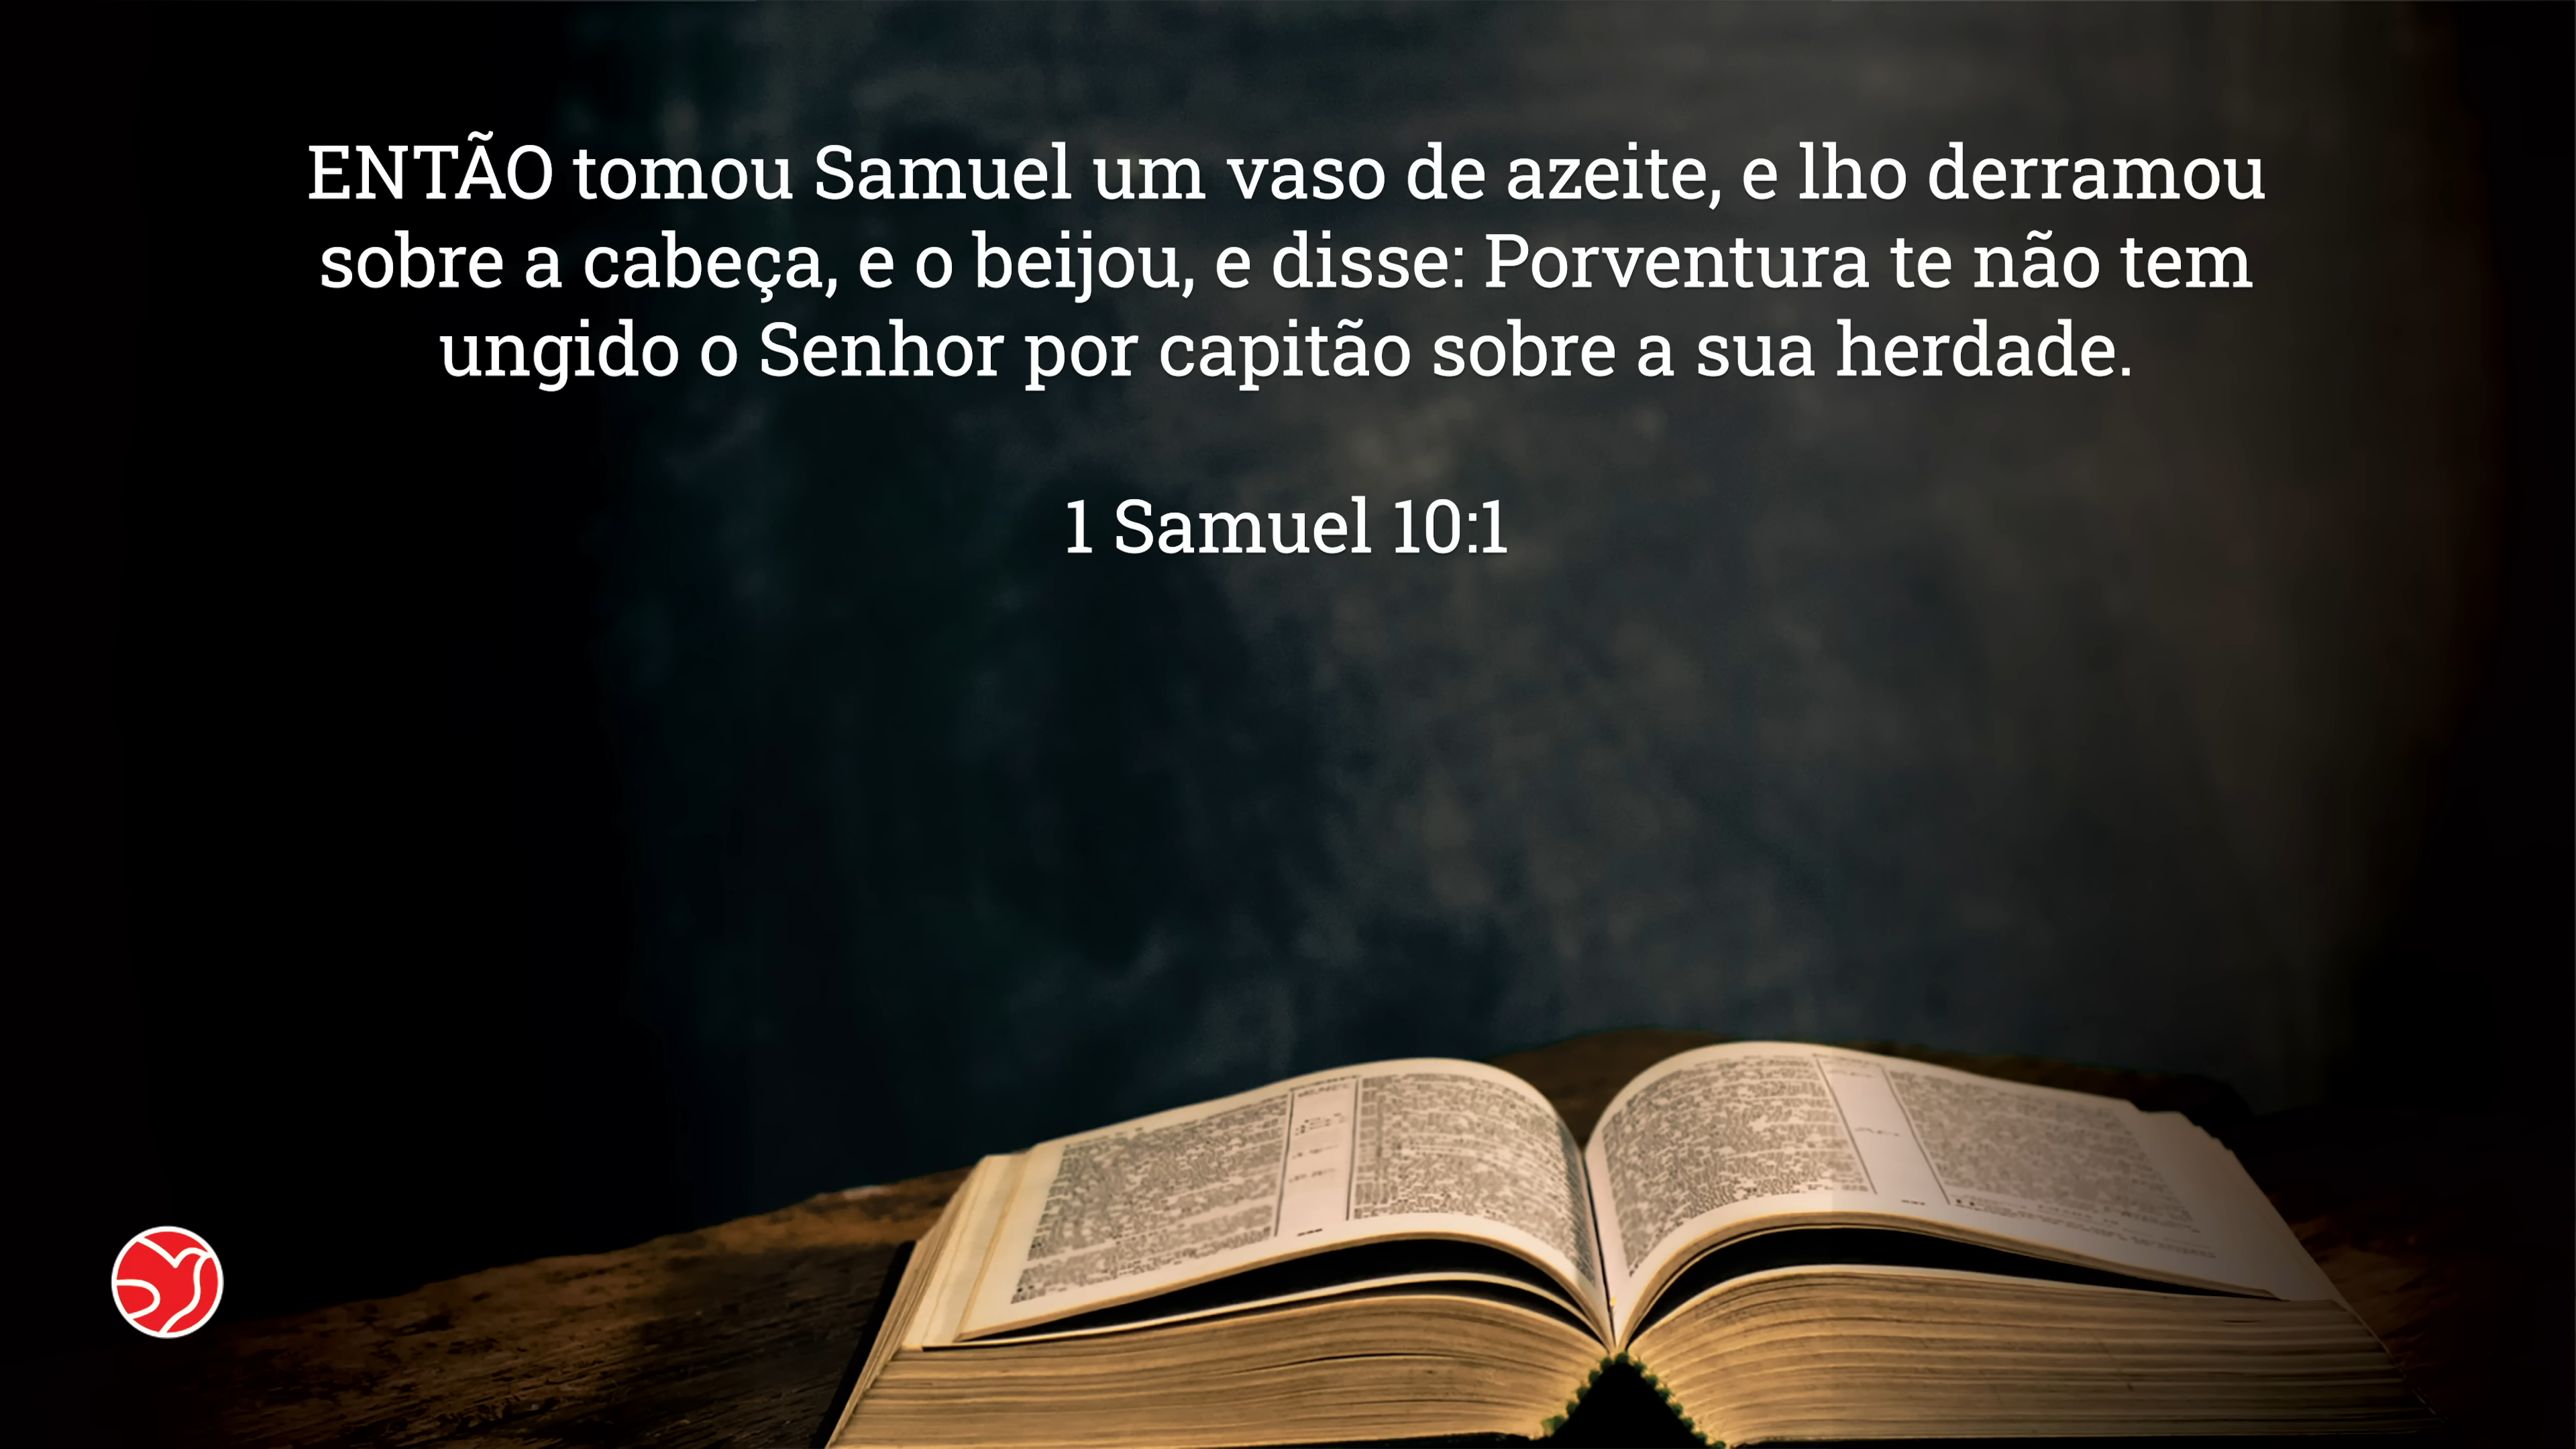 ENTÃO tomou Samuel um vaso de azeite, e lho derramou
sobre a cabeça, e o beijou, e disse: Porventura te não tem
ungido o Senhor por capitão sobre a sua herdade.
1 Samuel 10:1